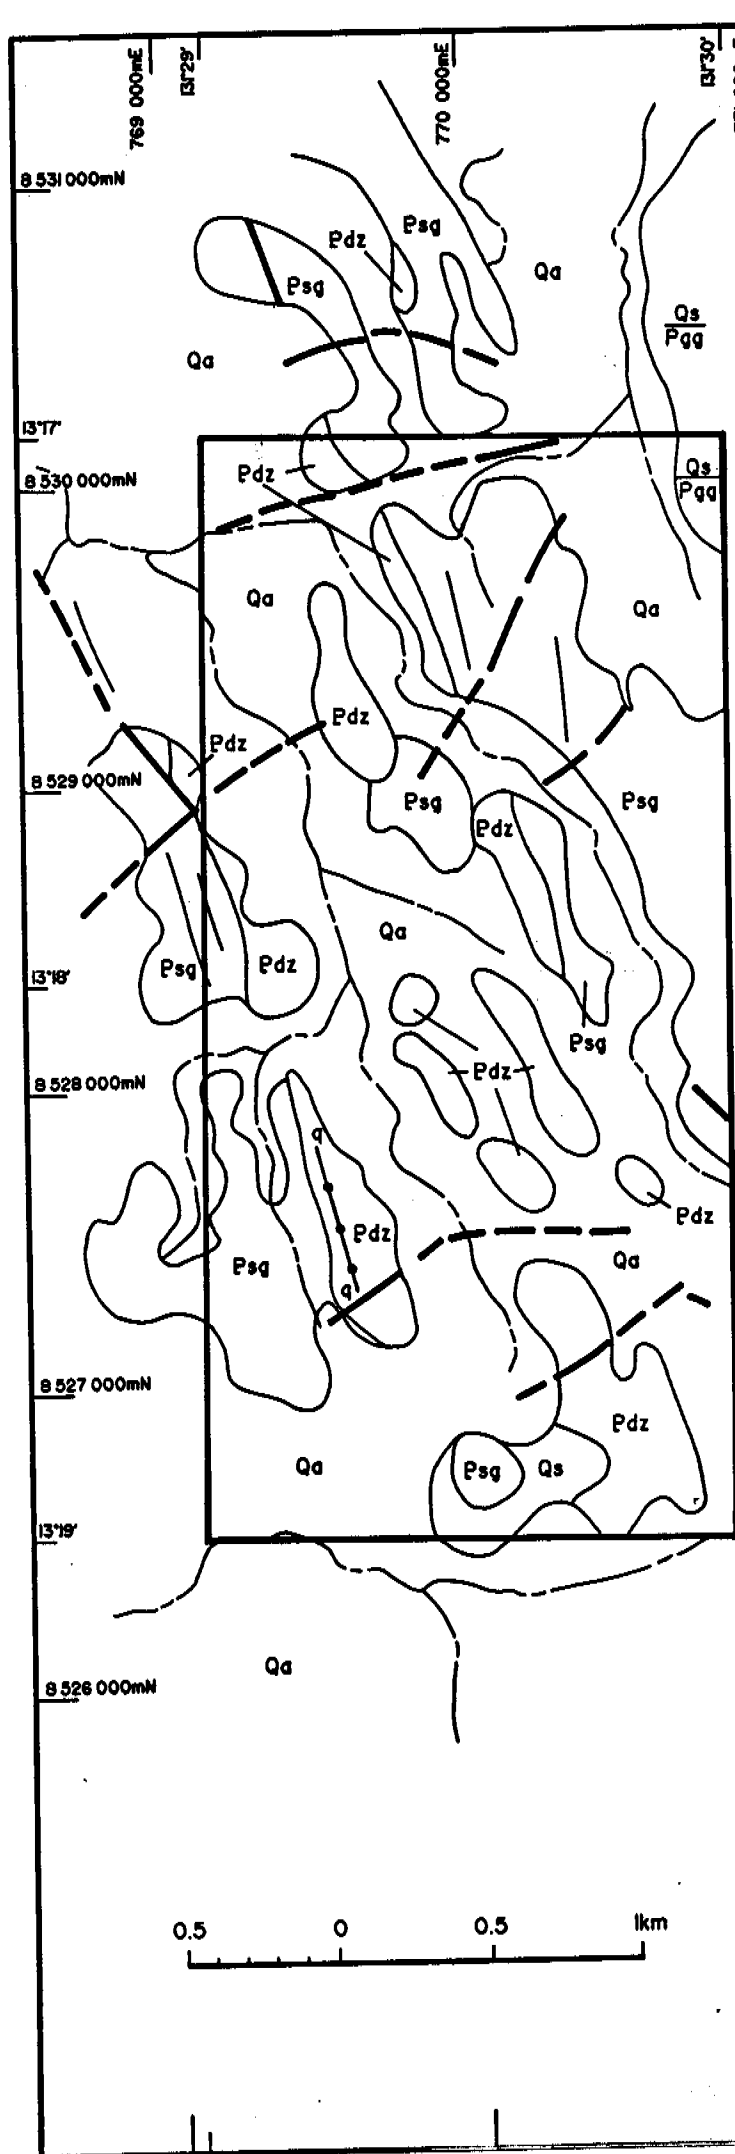 769 000mE
131°29'
770 000mE
131°30'
8 531 000mN
Psg
Pdz
Qa
Psg
Qs
Pgg
Qa
13°17'
8 530 000mN
Pdz
Qs
Pgg
Qa
Qa
Pdz
Pdz
8 529 000mN
Psg
Psg
Pdz
Qa
Psg
Pdz
13°18'
Psg
8 528 000mN
Pdz
q
Pdz
Pdz
Psg
Qa
q
8 527 000mN
Pdz
Qa
Psg
Qs
13°19'
Qa
8 526 000mN
0.5
0
0.5
1km